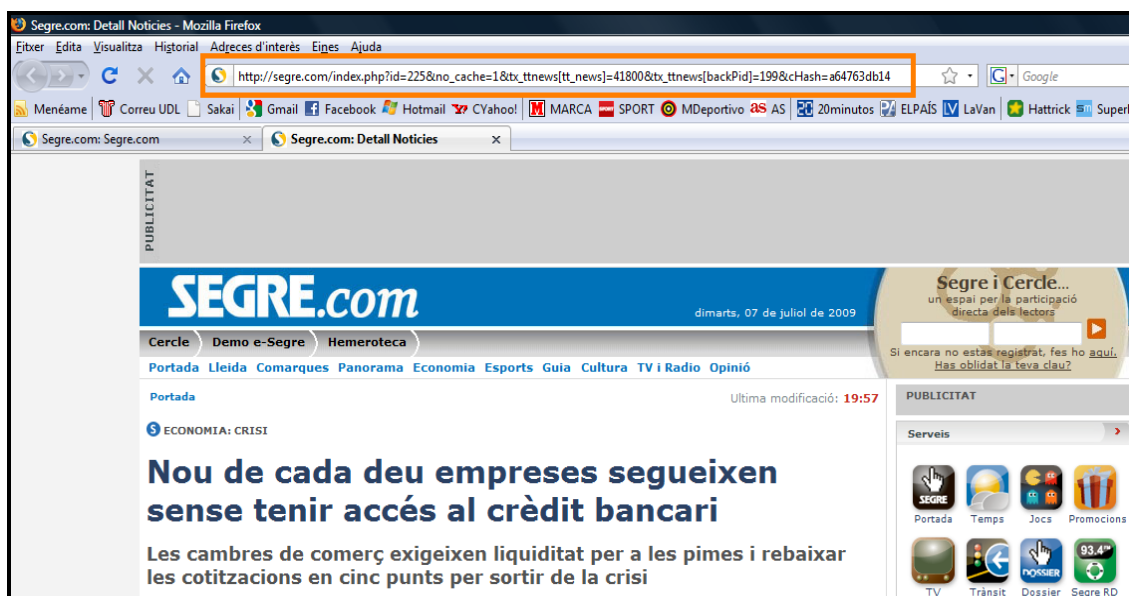 Segre.com: Detall Noticies - Mozilla Firefox
Fitxer Edita Visualitza Historial Adreces d'interès Eines Ajuda
http://segre.com/index.php?id=225&no_cache=1&tx_ttnews[tt_news]=41800&tx_ttnews[backPid]=199&cHash=a64763db14
G Google
Menéame Correu UDL Sakai Gmail Facebook Hotmail CYahoo! MARCA SPORT MDeportivo as AS 20minutos ELPAÍS LaVan Hattrick Super
Segre.com: Segre.com Segre.com: Detall Noticies
PUBLICITAT
SEGRE.com
dimarts, 07 de juliol de 2009
Segre i Cercle...
un espai per la participació
directa dels lectors
Si encara no estas registrat, fes ho aquí.
Has oblidat la teva clau?
Cercle Demo e-Segre Hemeroteca
Portada Lleida Comarques Panorama Economia Esports Guia Cultura TV i Radio Opinió
Portada Ultima modificació: 19:57
S ECONOMIA: CRISI
Nou de cada deu empreses segueixen
sense tenir accés al crèdit bancari
Les cambres de comerç exigeixen liquiditat per a les pimes i rebaixar
les cotitzacions en cinc punts per sortir de la crisi
PUBLICITAT
Serveis
SEGRE
Portada Temps Jocs Promocions
DOSSIER 93.4™
TV Trànsit Dossier Segre RD